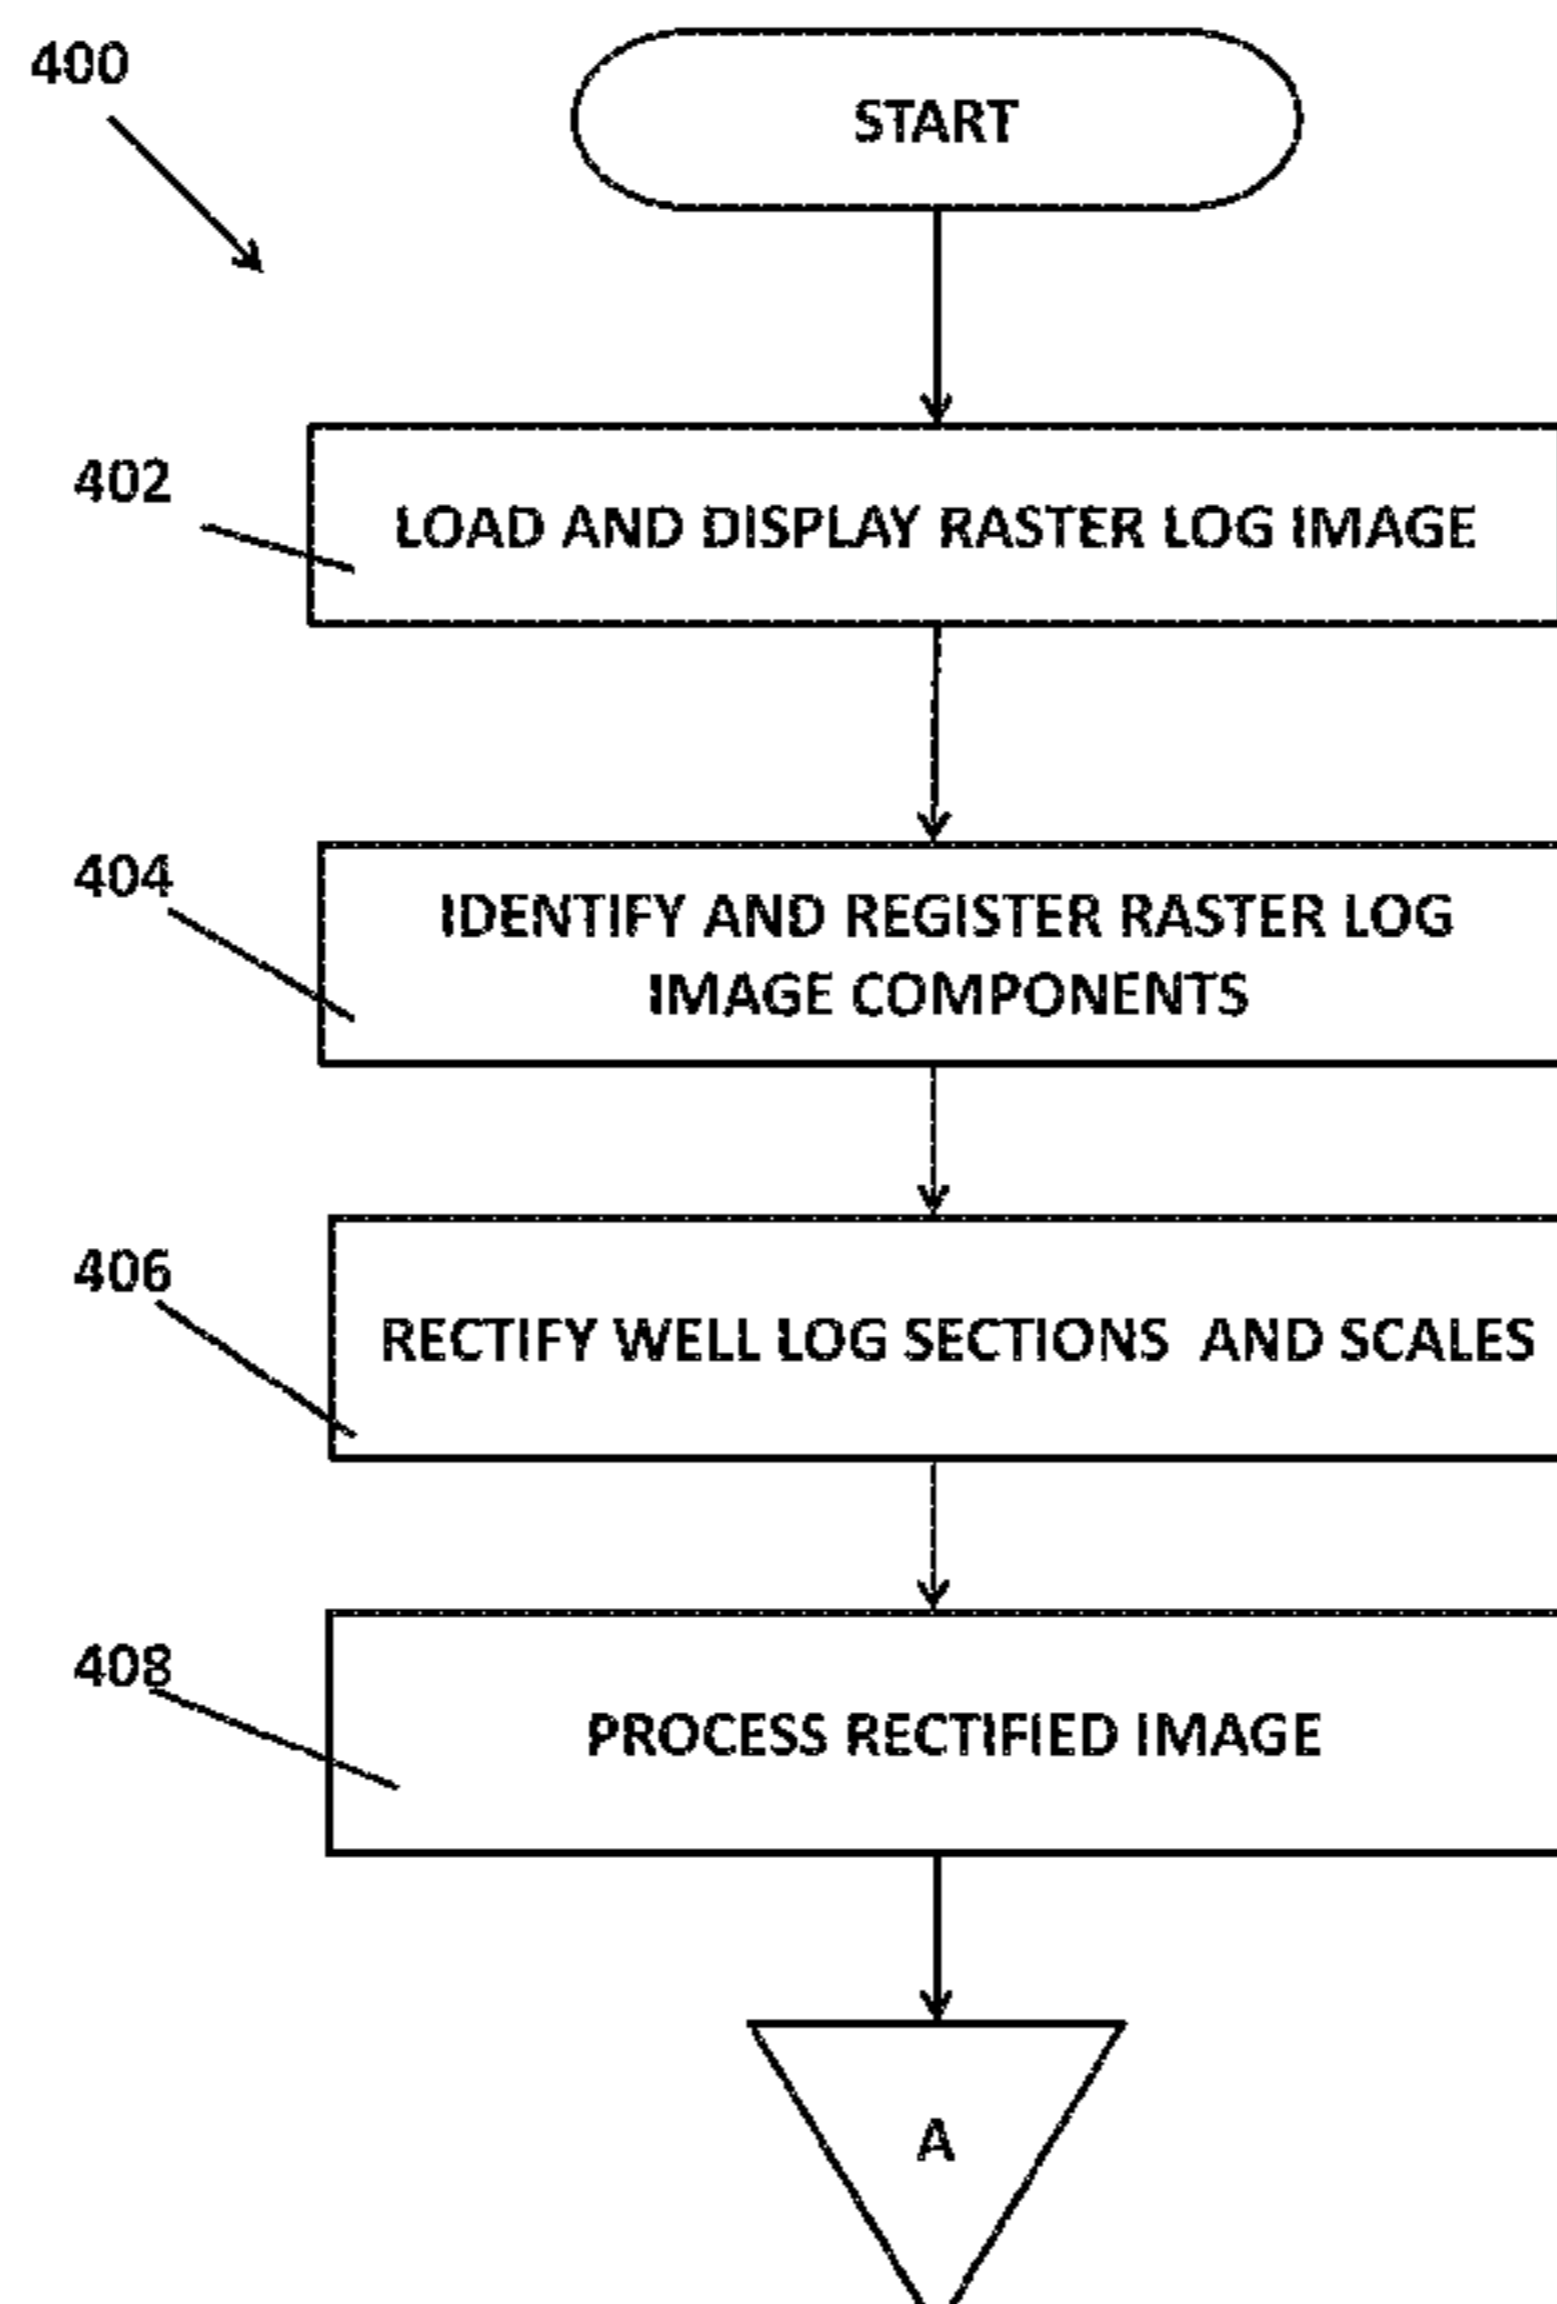 400
START
402
LOAD AND DISPLAY RASTER LOG IMAGE
404
IDENTIFY AND REGISTER RASTER LOG
IMAGE COMPONENTS
406
RECTIFY WELL LOG SECTIONS AND SCALES
408
PROCESS RECTIFIED IMAGE
A